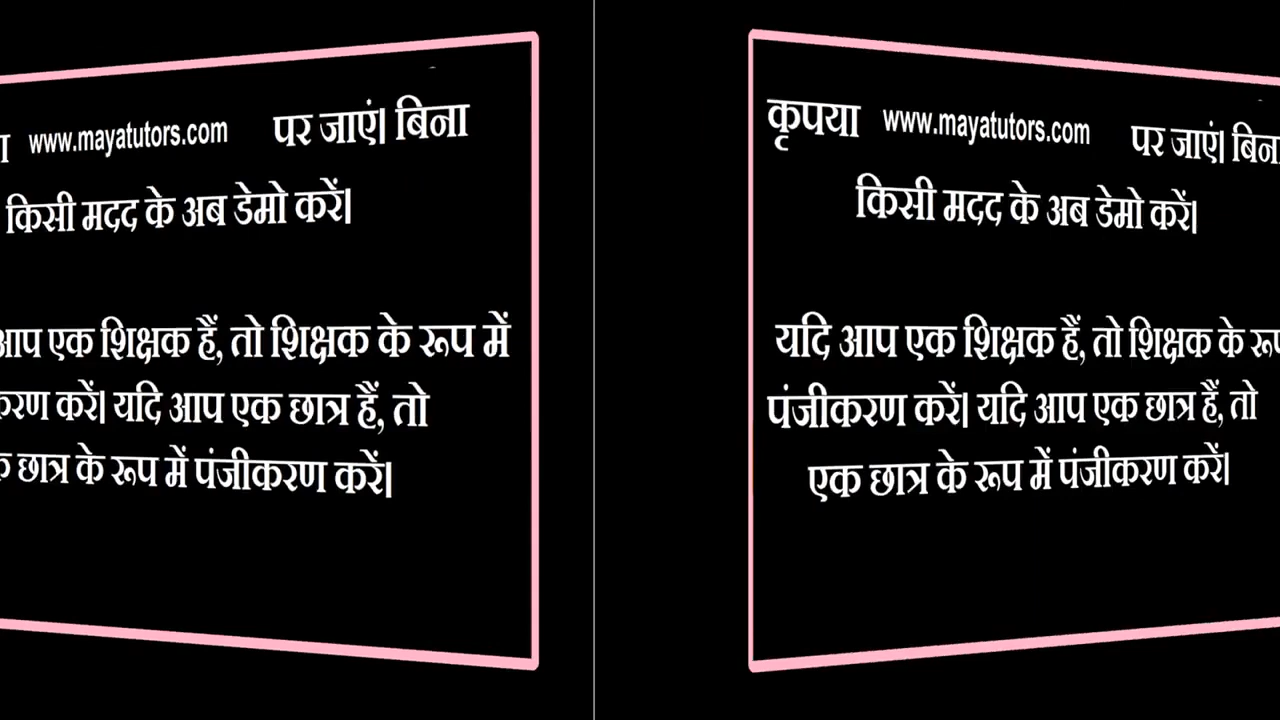 www.mayatutors.com पर जाएं। बिना
किसी मदद के अब डेमो करें।
आप एक शिक्षक हैं, तो शिक्षक के रूप में
करें। यदि आप एक छात्र हैं, तो
छात्र के रूप में पंजीकरण करें।
कृपया www.mayatutors.com पर जाएं। बिना
किसी मदद के अब डेमो करें।
यदि आप एक शिक्षक हैं, तो शिक्षक के रूप
पंजीकरण करें। यदि आप एक छात्र हैं, तो
एक छात्र के रूप में पंजीकरण करें।